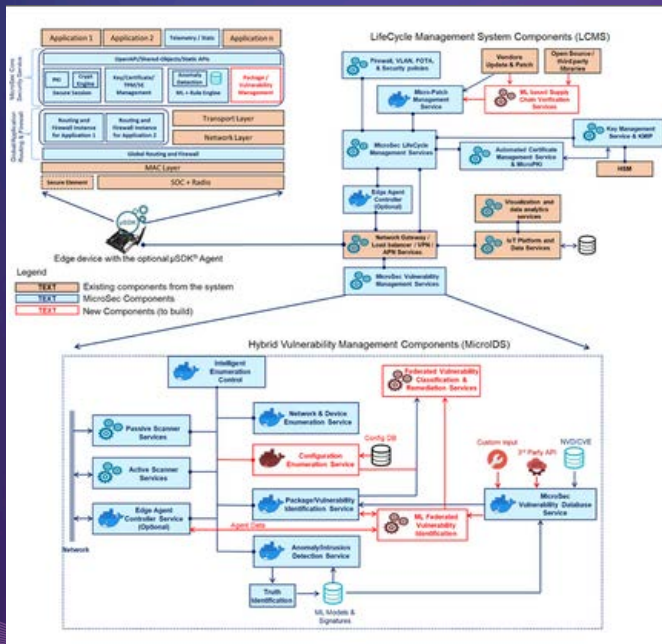 Application 1
Application 2
Telemetry / Stats
Application n
MicroSec Core
Security Service
OpenAPI/Shared-Objects/Static APIs
PKI
Crypt
Engine
Secure Session
Key/Certificate/
TPM/SE
Management
Anomaly
Detection
ML + Rule Engine
Package /
Vulnerability
Management
Global/Application
Routing & Firewall
Routing and
Firewall Instance
for Application 1
Routing and
Firewall Instance
for Application 2
Transport Layer
Network Layer
Global Routing and Firewall
MAC Layer
Secure Element
SOC + Radio
µSDK
Edge device with the optional µSDK® Agent
Legend
TEXT Existing components from the system
TEXT MicroSec Components
TEXT New Components (to build)
LifeCycle Management System Components (LCMS)
Firewall, VLAN, FOTA,
& Security policies
Vendors
Update & Patch
Open Source /
third party
libraries
Micro-Patch
Management
Service
ML based Supply
Chain Verification
Services
MicroSec LifeCycle
Management Services
Key Management
Service & KMIP
Automated Certificate
Management Service
& MicroPKI
HSM
Edge Agent
Controller
(Optional)
Visualization and
data analytics
services
Network Gateway /
Load balancer / VPN /
APN Services
IoT Platform and
Data Services
MicroSec Vulnerability
Management Services
Hybrid Vulnerability Management Components (MicroIDS)
Intelligent
Enumeration
Control
Federated Vulnerability
Classification &
Remediation Services
Passive Scanner
Services
Network & Device
Enumeration Service
Config DB
Custom Input
3rd Party API
NVD/CVE
Configuration
Enumeration Service
Active Scanner
Services
Edge Agent
Controller Service
(Optional)
Package/Vulnerability
Identification Service
MicroSec
Vulnerability Database
Service
Agent Data
ML Federated
Vulnerability
Identification
Network
Anomaly/Intrusion
Detection Service
Truth
Identification
ML Models &
Signatures